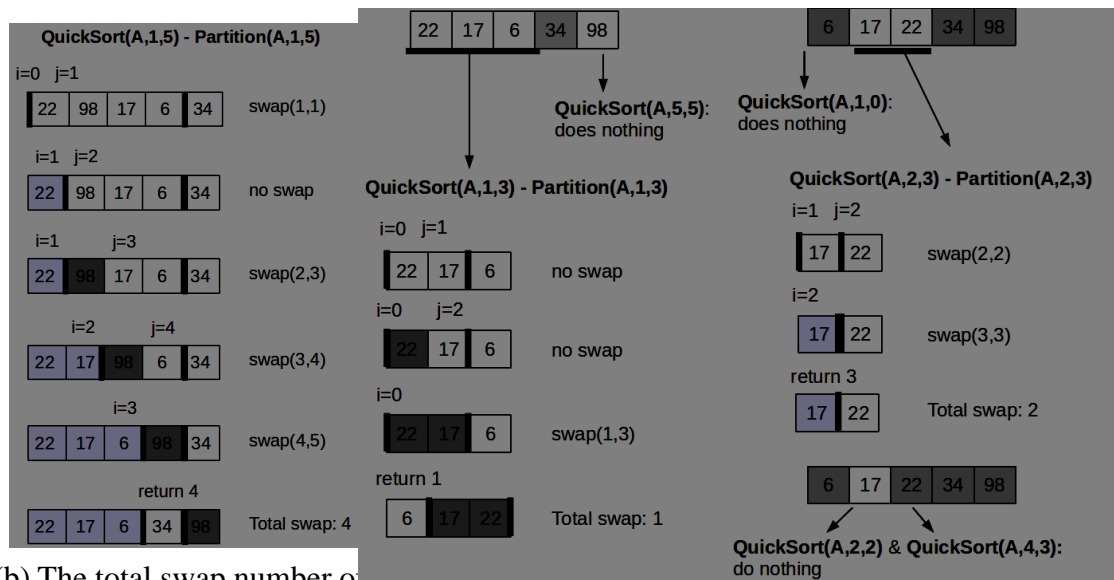 QuickSort(A,1,5) - Partition(A,1,5)
i=0 j=1
22 98 17 6 34 swap(1,1)
i=1 j=2
22 98 17 6 34 no swap
i=1 j=3
22 98 17 6 34 swap(2,3)
i=2 j=4
22 17 98 6 34 swap(3,4)
i=3
22 17 6 98 34 swap(4,5)
return 4
22 17 6 34 98 Total swap: 4
(b) The total swap number
22 17 6 34 98
QuickSort(A,5,5):
does nothing
QuickSort(A,1,3) - Partition(A,1,3)
i=0 j=1
22 17 6 no swap
i=0 j=2
22 17 6 no swap
i=0
22 17 6 swap(1,3)
return 1
6 17 22 Total swap: 1
6 17 22 34 98
QuickSort(A,1,0):
does nothing
QuickSort(A,2,3) - Partition(A,2,3)
i=1 j=2
17 22 swap(2,2)
i=2
17 22 swap(3,3)
return 3
17 22 Total swap: 2
6 17 22 34 98
QuickSort(A,2,2) & QuickSort(A,4,3):
do nothing